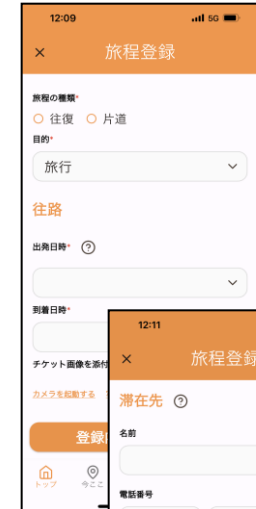 12:09
5G
× 旅程登録
旅程の種類*
往復 片道
目的*
旅行
往路
出発日時* ?
到着日時*
チケット画像を添付
カメラを起動する
登録
トップ 今ここ
12:11
× 旅程登録
滞在先 ?
名前
電話番号